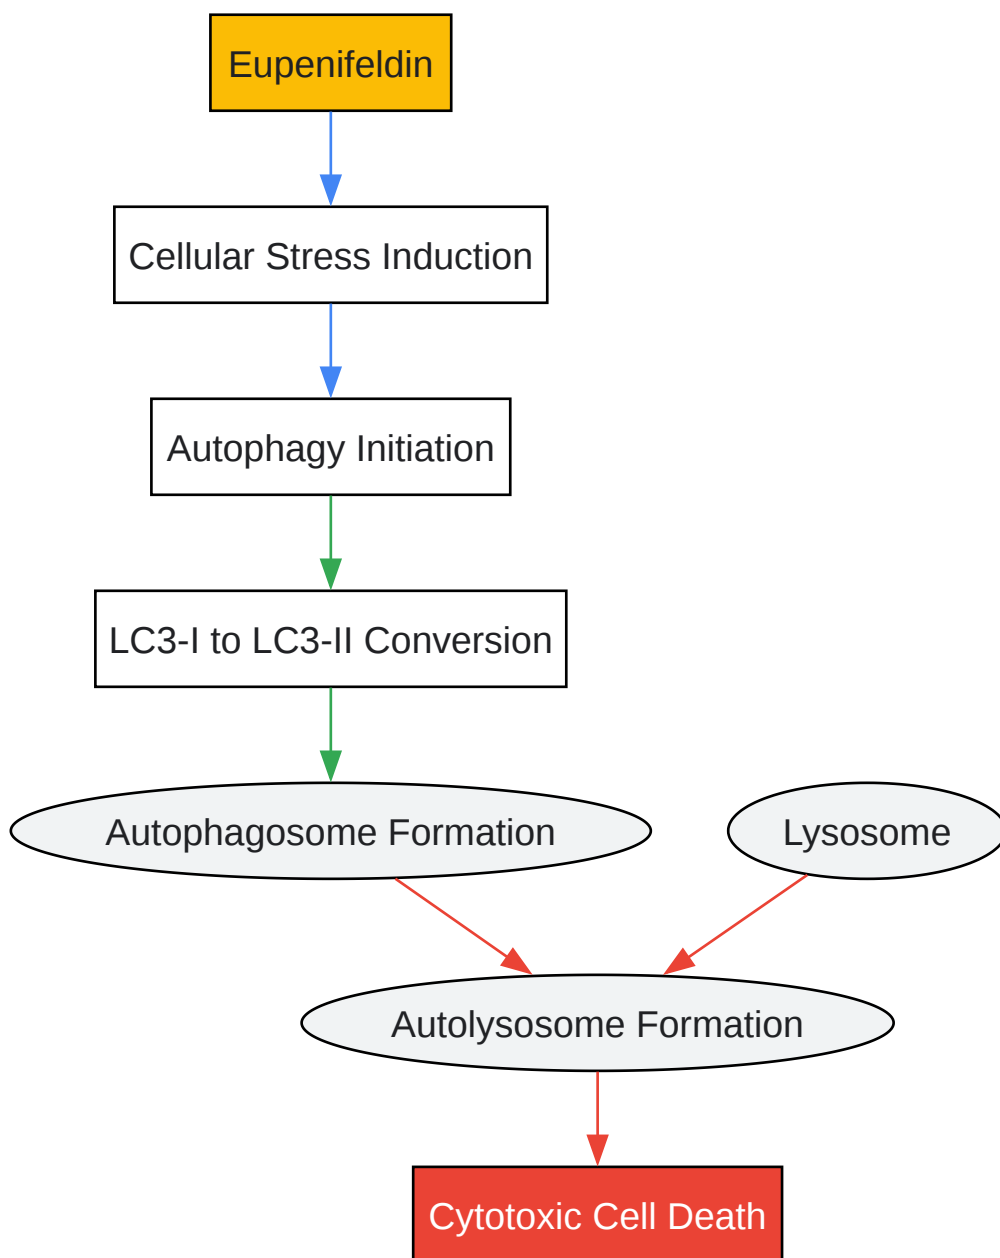 Eupenifeldin
Cellular Stress Induction
Autophagy Initiation
LC3-I to LC3-II Conversion
Autophagosome Formation
Lysosome
Autolysosome Formation
Cytotoxic Cell Death